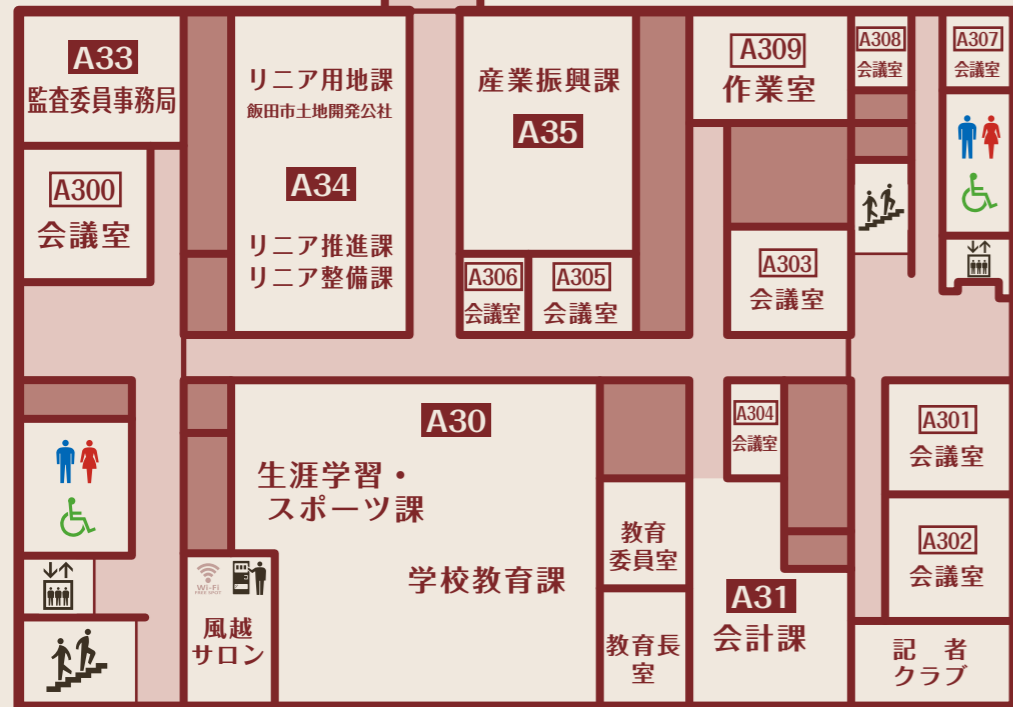 A33
監査委員事務局
リニア用地課
飯田市土地開発公社
A34
リニア推進課
リニア整備課
産業振興課
A35
A309
作業室
A308
会議室
A307
会議室
A300
会議室
A306
会議室
A305
会議室
A303
会議室
A30
生涯学習・
スポーツ課
学校教育課
A304
会議室
A301
会議室
教育
委員室
A302
会議室
Wi-Fi
FREE SPOT
風越
サロン
教育長
室
A31
会計課
記 者
クラブ